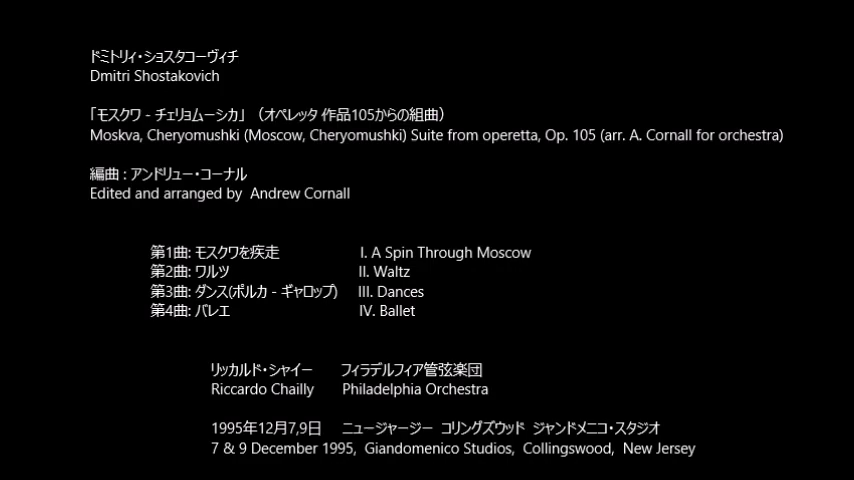 ドミトリィ・ショスタコーヴィチ
Dmitri Shostakovich
「モスクワ - チェリョムーシカ」 （オペレッタ 作品105からの組曲）
Moskva, Cheryomushki (Moscow, Cheryomushki) Suite from operetta, Op. 105 (arr. A. Cornall for orchestra)
編曲 : アンドリュー・コーナル
Edited and arranged by Andrew Cornall
第1曲: モスクワを疾走 I. A Spin Through Moscow
第2曲: ワルツ II. Waltz
第3曲: ダンス(ポルカ - ギャロップ) III. Dances
第4曲: バレエ IV. Ballet
リッカルド・シャイー フィラデルフィア管弦楽団
Riccardo Chailly Philadelphia Orchestra
1995年12月7,9日 ニュージャージー コリングズウッド ジャンドメニコ・スタジオ
7 & 9 December 1995, Giandomenico Studios, Collingswood, New Jersey